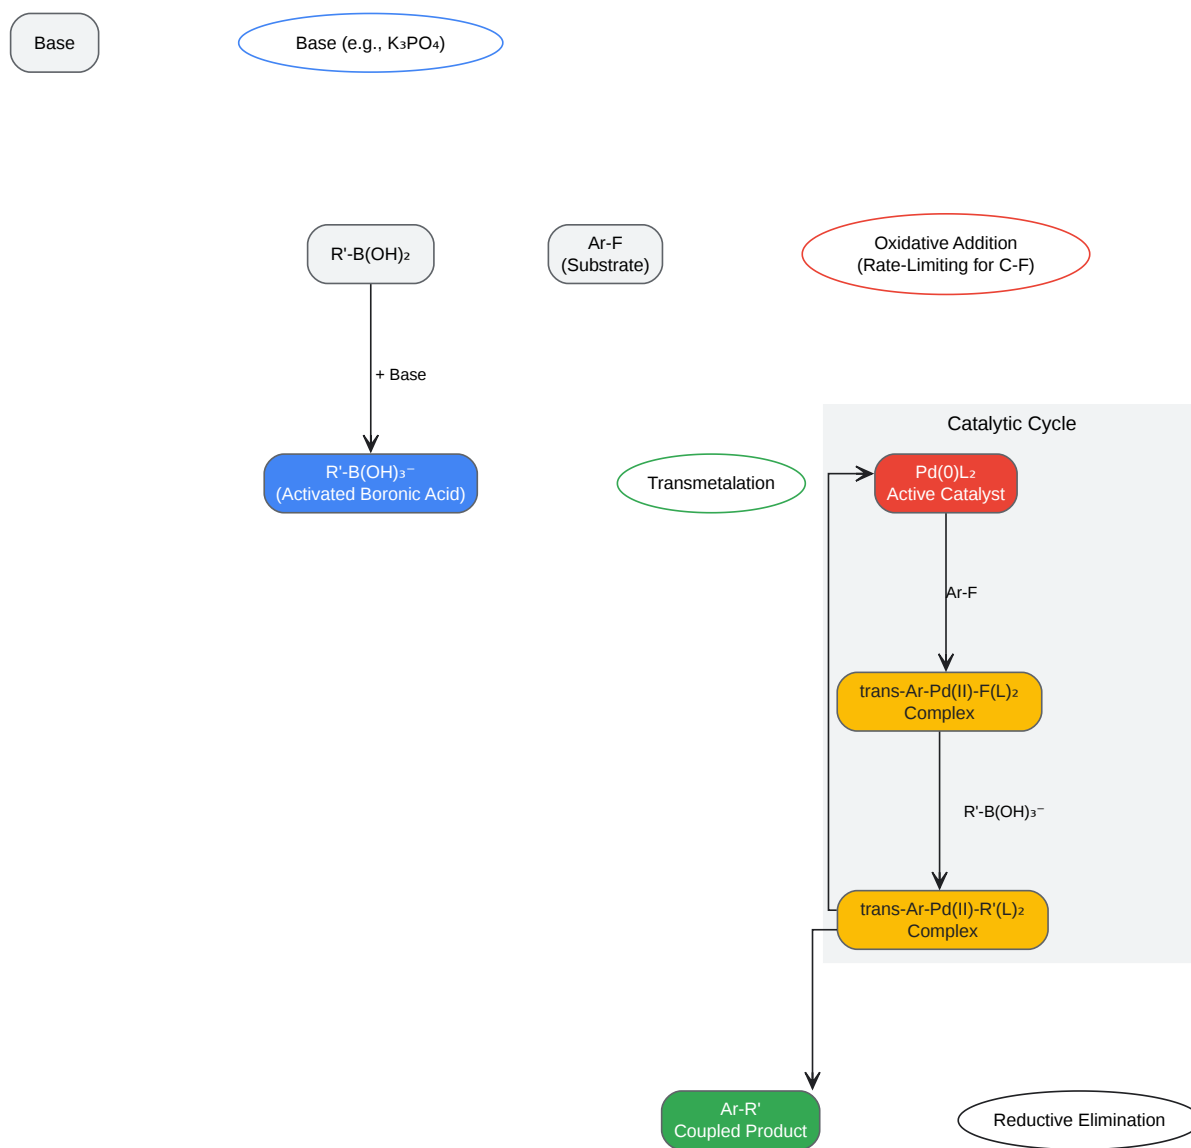 Base
Base (e.g., K₃PO₄)
R'-B(OH)₂
Ar-F
(Substrate)
Oxidative Addition
(Rate-Limiting for C-F)
+ Base
Catalytic Cycle
R'-B(OH)₃⁻
(Activated Boronic Acid)
Transmetalation
Pd(0)L₂
Active Catalyst
Ar-F
trans-Ar-Pd(II)-F(L)₂
Complex
R'-B(OH)₃⁻
trans-Ar-Pd(II)-R'(L)₂
Complex
Ar-R'
Coupled Product
Reductive Elimination